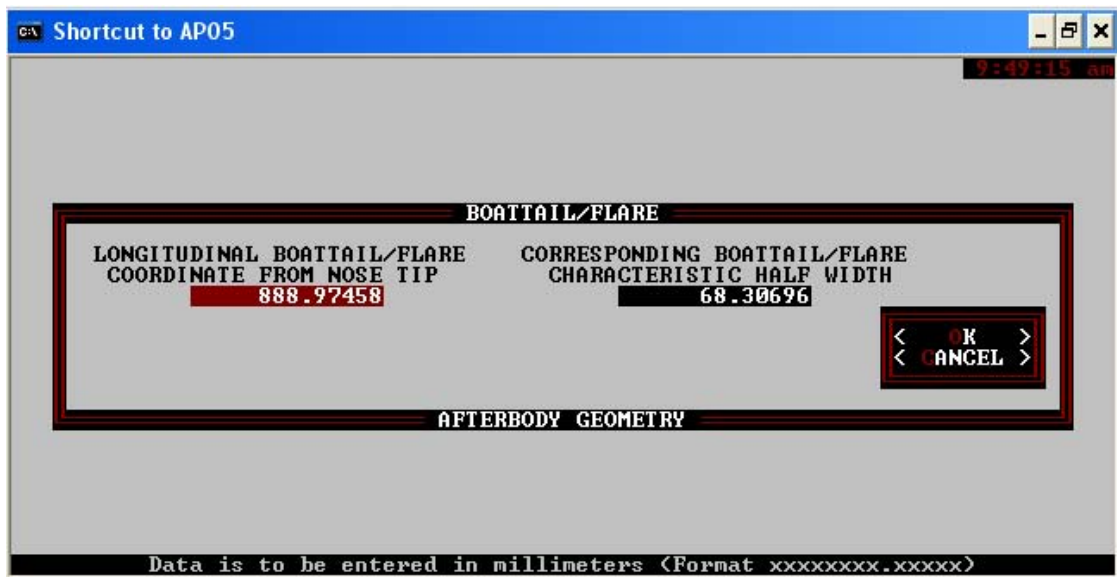 Shortcut to AP05
9:49:15 am
BOATTAIL/FLARE
LONGITUDINAL BOATTAIL/FLARE
COORDINATE FROM NOSE TIP
888.97458
CORRESPONDING BOATTAIL/FLARE
CHARACTERISTIC HALF WIDTH
68.30696
< OK >
< CANCEL >
AFTERBODY GEOMETRY
Data is to be entered in millimeters (Format xxxxxxxx.xxxxx)